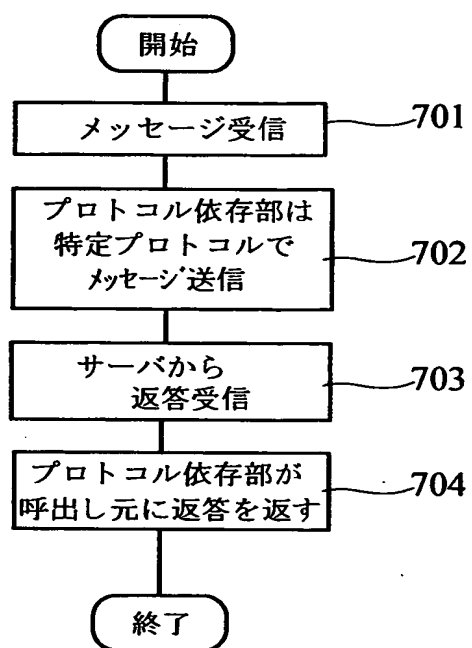 開始
メッセージ受信
701
プロトコル依存部は
特定プロトコルで
メッセージ送信
702
サーバから
返答受信
703
プロトコル依存部が
呼出し元に返答を返す
704
終了